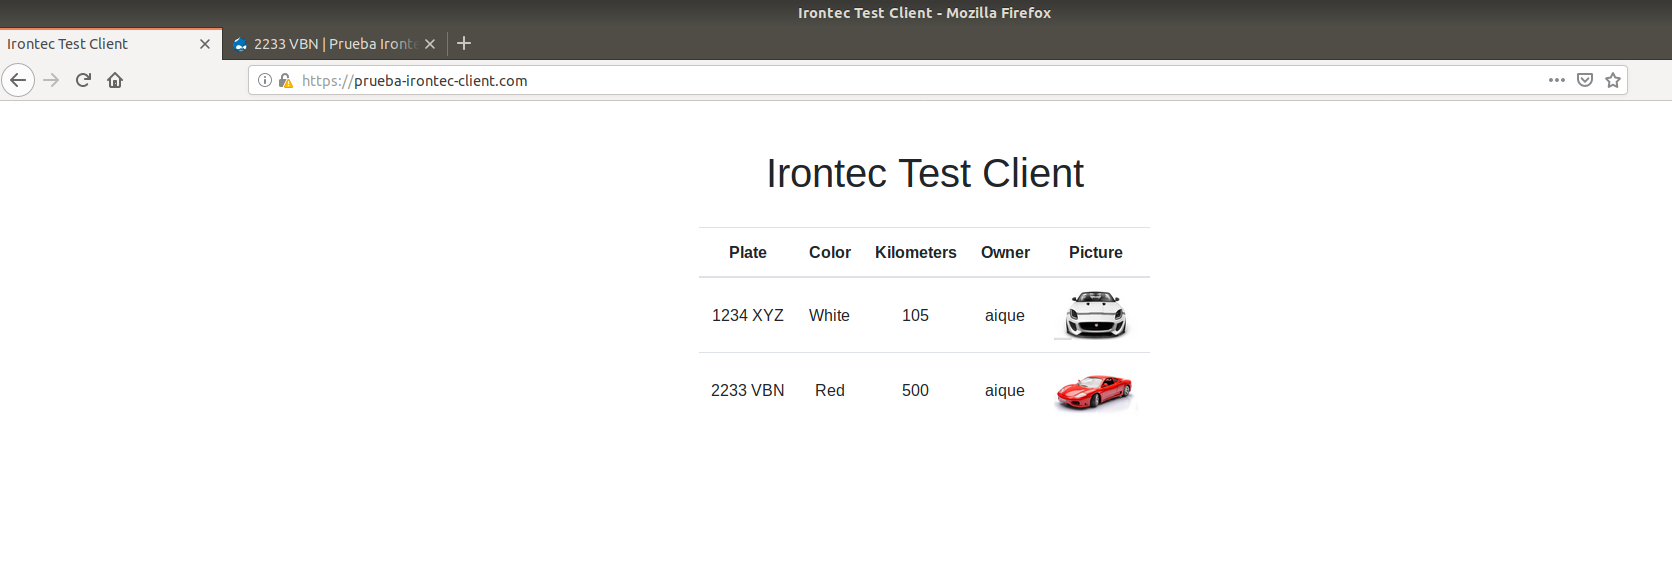 Irontec Test Client - Mozilla Firefox
Irontec Test Client
2233 VBN | Prueba Ironte
https://prueba-irontec-client.com
Irontec Test Client
Plate Color Kilometers Owner Picture
1234 XYZ White 105 aique
2233 VBN Red 500 aique